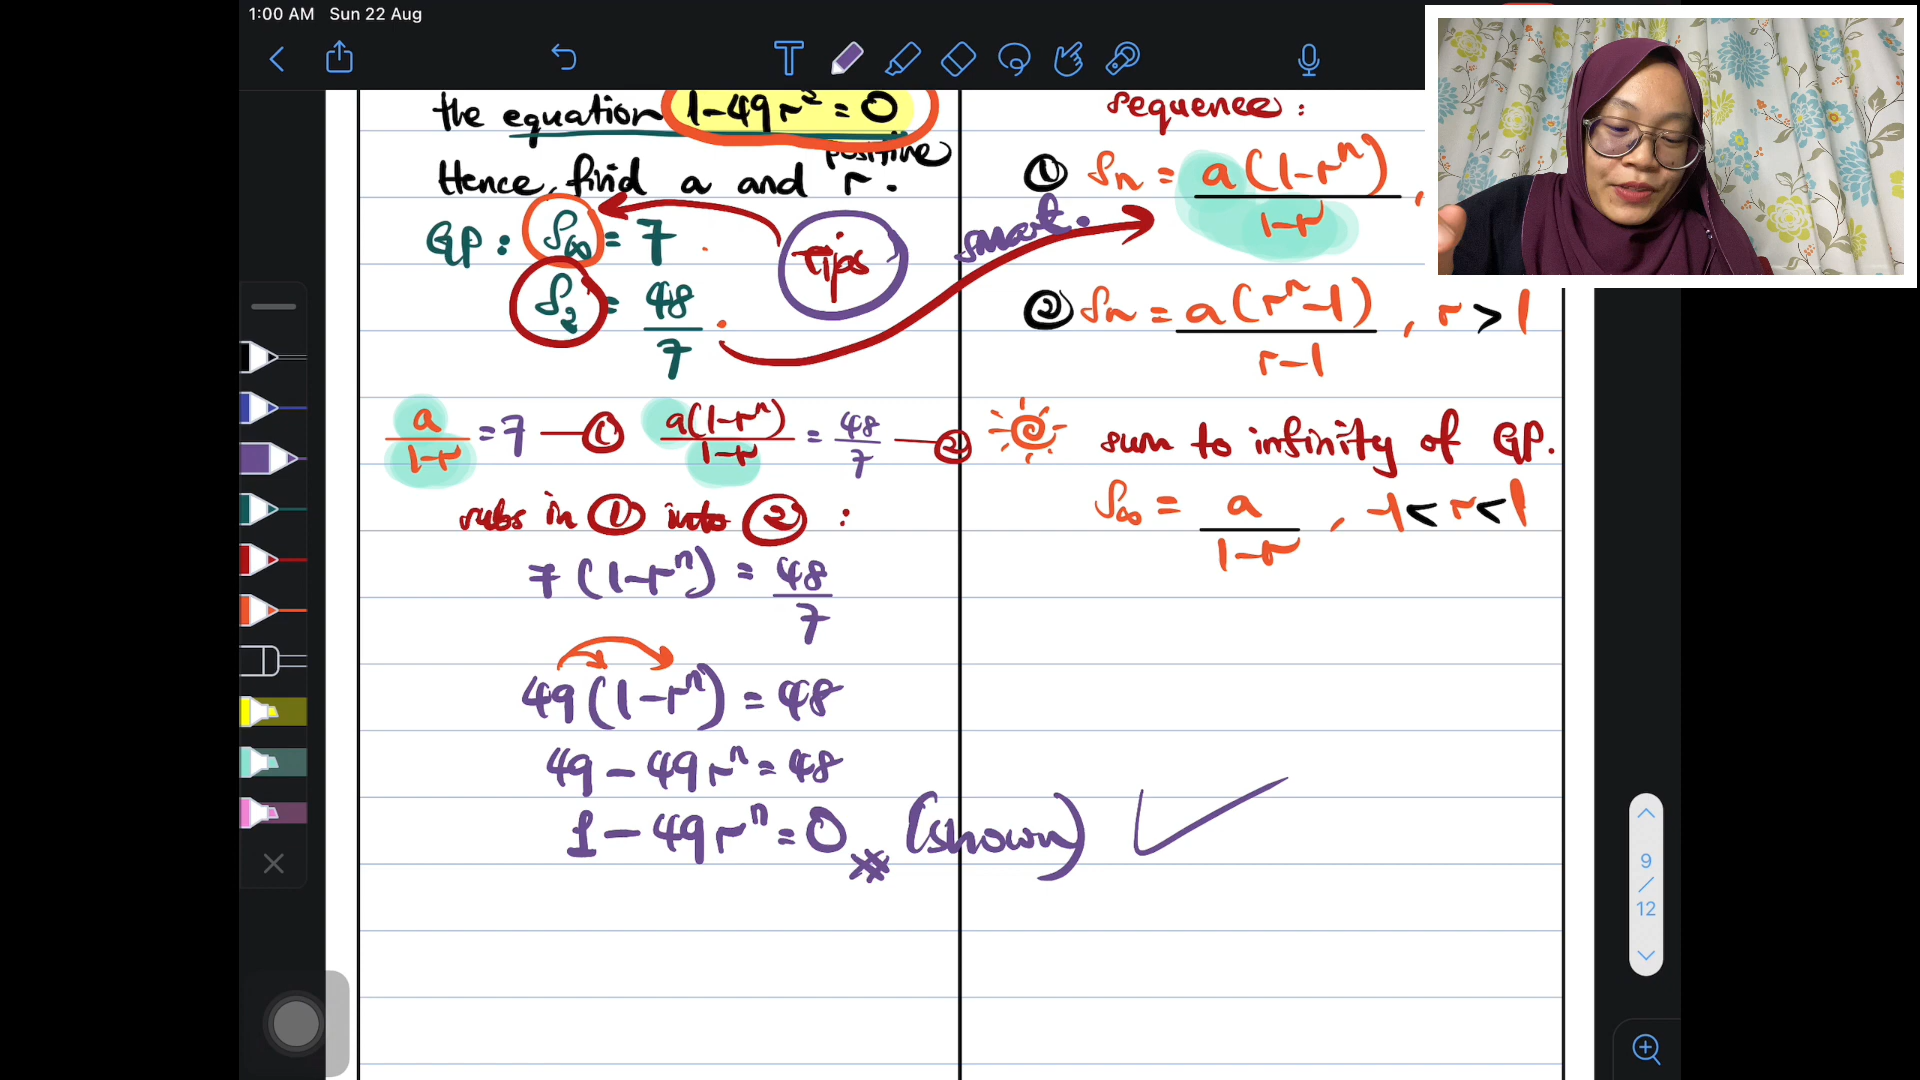 1:00 AM Sun 22 Aug
the equation 1-49r² = 0
positive
Hence, find a and r.
GP: S∞ = 7
tips
S₂ = 48/7
a/(1-r) = 7 — ① a(1-rⁿ)/(1-r) = 48/7 — ②
subs in ① into ② :
7(1-rⁿ) = 48/7
49(1-rⁿ) = 48
49 - 49rⁿ = 48
1 - 49rⁿ = 0 (shown)
sequence :
① Sn = a(1-rⁿ)/(1-r) ,
smart.
② Sn = a(rⁿ-1)/(r-1) , r > 1
sum to infinity of GP.
S∞ = a/(1-r) , -1 < r < 1
9
/
12